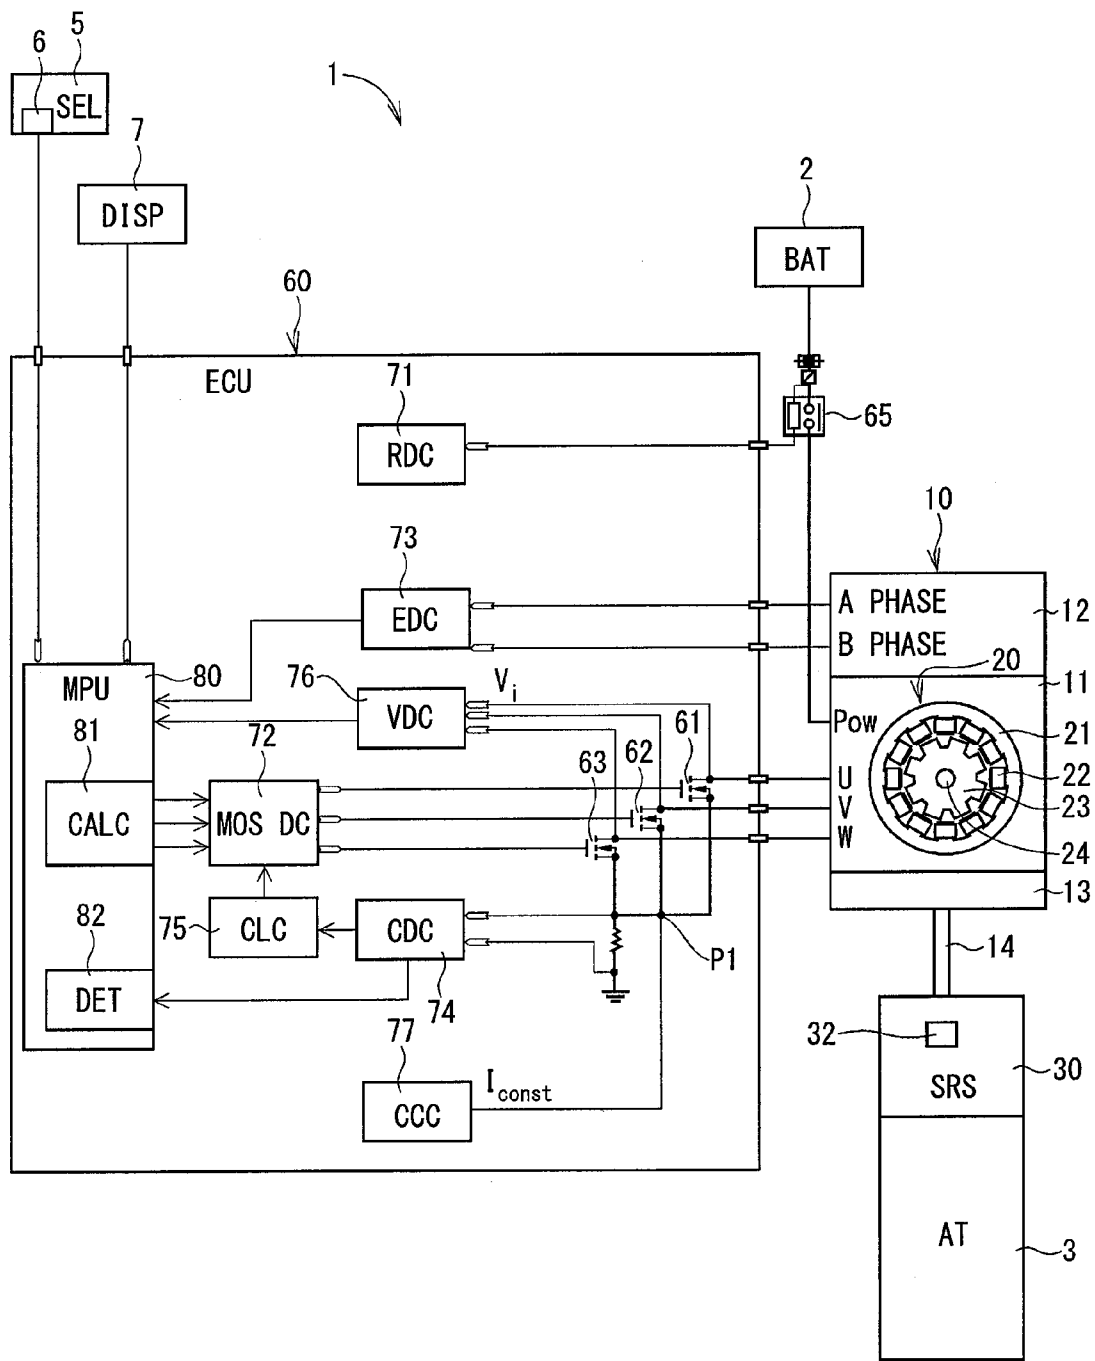 5
6
SEL
1
7
DISP
2
BAT
60
ECU
71
RDC
65
10
73
EDC
A PHASE
B PHASE
12
MPU
80
76
VDC
Vi
20
11
Pow
21
81
72
63
62
61
CALC
MOS DC
U
V
W
22
23
24
13
82
75
CLC
CDC
P1
14
DET
74
32
30
SRS
77
CCC
Iconst
AT
3